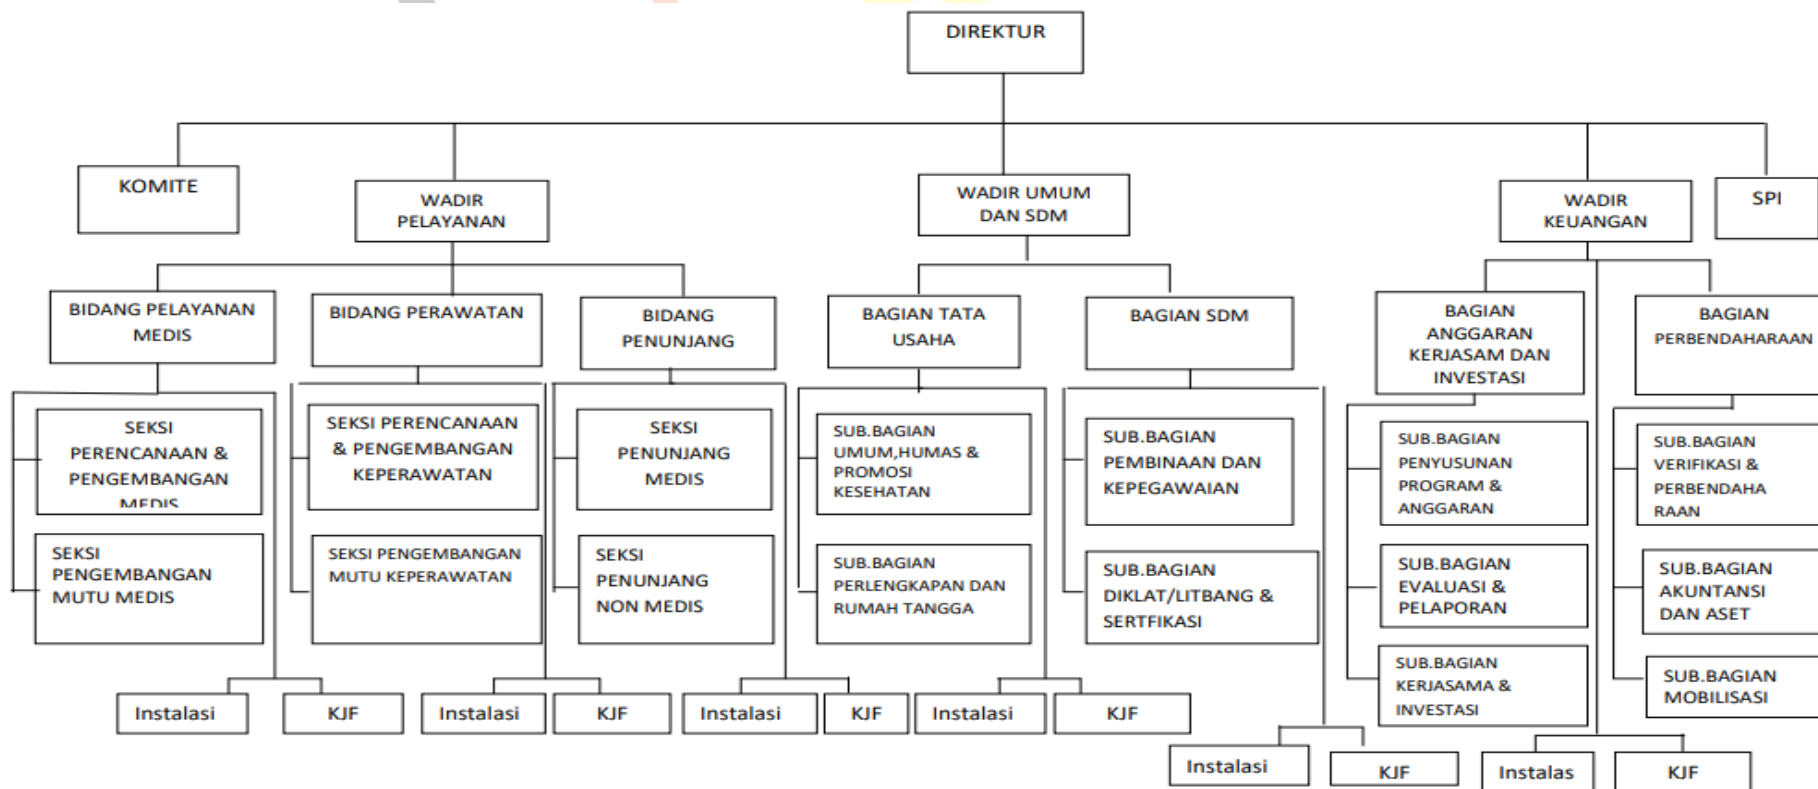 DIREKTUR
KOMITE
WADIR
PELAYANAN
WADIR UMUM
DAN SDM
WADIR
KEUANGAN
SPI
BIDANG PELAYANAN
MEDIS
BIDANG PERAWATAN
BIDANG
PENUNJANG
BAGIAN TATA
USAHA
BAGIAN SDM
BAGIAN
ANGGARAN
KERJASAM DAN
INVESTASI
BAGIAN
PERBENDAHARAAN
SEKSI
PERENCANAAN &
PENGEMBANGAN
MEDIS
SEKSI PERENCANAAN
& PENGEMBANGAN
KEPERAWATAN
SEKSI
PENUNJANG
MEDIS
SUB.BAGIAN
UMUM,HUMAS &
PROMOSI
KESEHATAN
SUB.BAGIAN
PEMBINAAN DAN
KEPEGAWAIAN
SUB.BAGIAN
PENYUSUNAN
PROGRAM &
ANGGARAN
SUB.BAGIAN
VERIFIKASI &
PERBENDAHA
RAAN
SEKSI
PENGEMBANGAN
MUTU MEDIS
SEKSI PENGEMBANGAN
MUTU KEPERAWATAN
SEKSI
PENUNJANG
NON MEDIS
SUB.BAGIAN
PERLENGKAPAN DAN
RUMAH TANGGA
SUB.BAGIAN
DIKLAT/LITBANG &
SERTFIKASI
SUB.BAGIAN
EVALUASI &
PELAPORAN
SUB.BAGIAN
AKUNTANSI
DAN ASET
SUB.BAGIAN
KERJASAMA &
INVESTASI
SUB.BAGIAN
MOBILISASI
Instalasi
KJF
Instalasi
KJF
Instalasi
KJF
Instalasi
KJF
Instalasi
KJF
Instalas
KJF